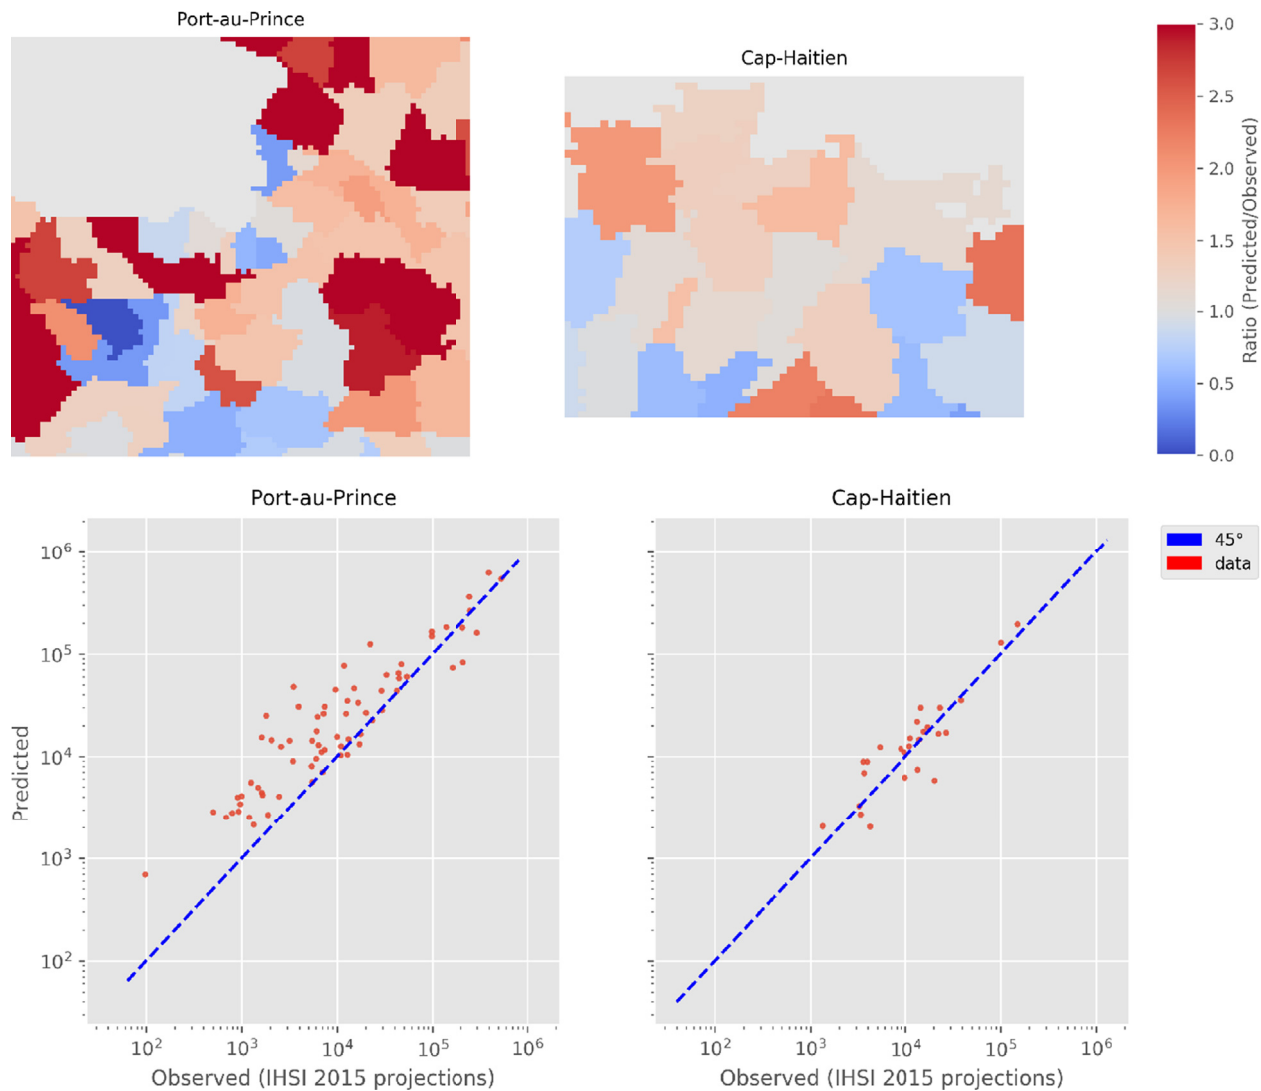 Port-au-Prince
Cap-Haitien
3.0
2.5
2.0
1.5
1.0
0.5
0.0
Ratio (Predicted/Observed)
Port-au-Prince
Cap-Haitien
10⁶
10⁵
10⁴
10³
10²
Predicted
10² 10³ 10⁴ 10⁵ 10⁶
10² 10³ 10⁴ 10⁵ 10⁶
Observed (IHSI 2015 projections)
Observed (IHSI 2015 projections)
45°
data